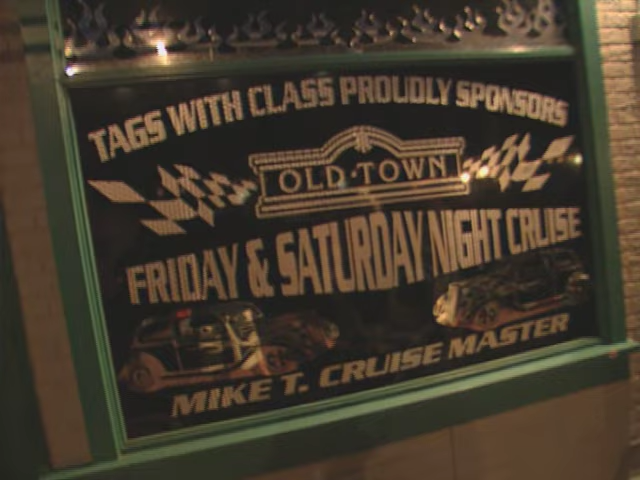 TAGS WITH CLASS PROUDLY SPONSORS
OLD·TOWN
FRIDAY & SATURDAY NIGHT CRUISE
MIKE T. CRUISE MASTER